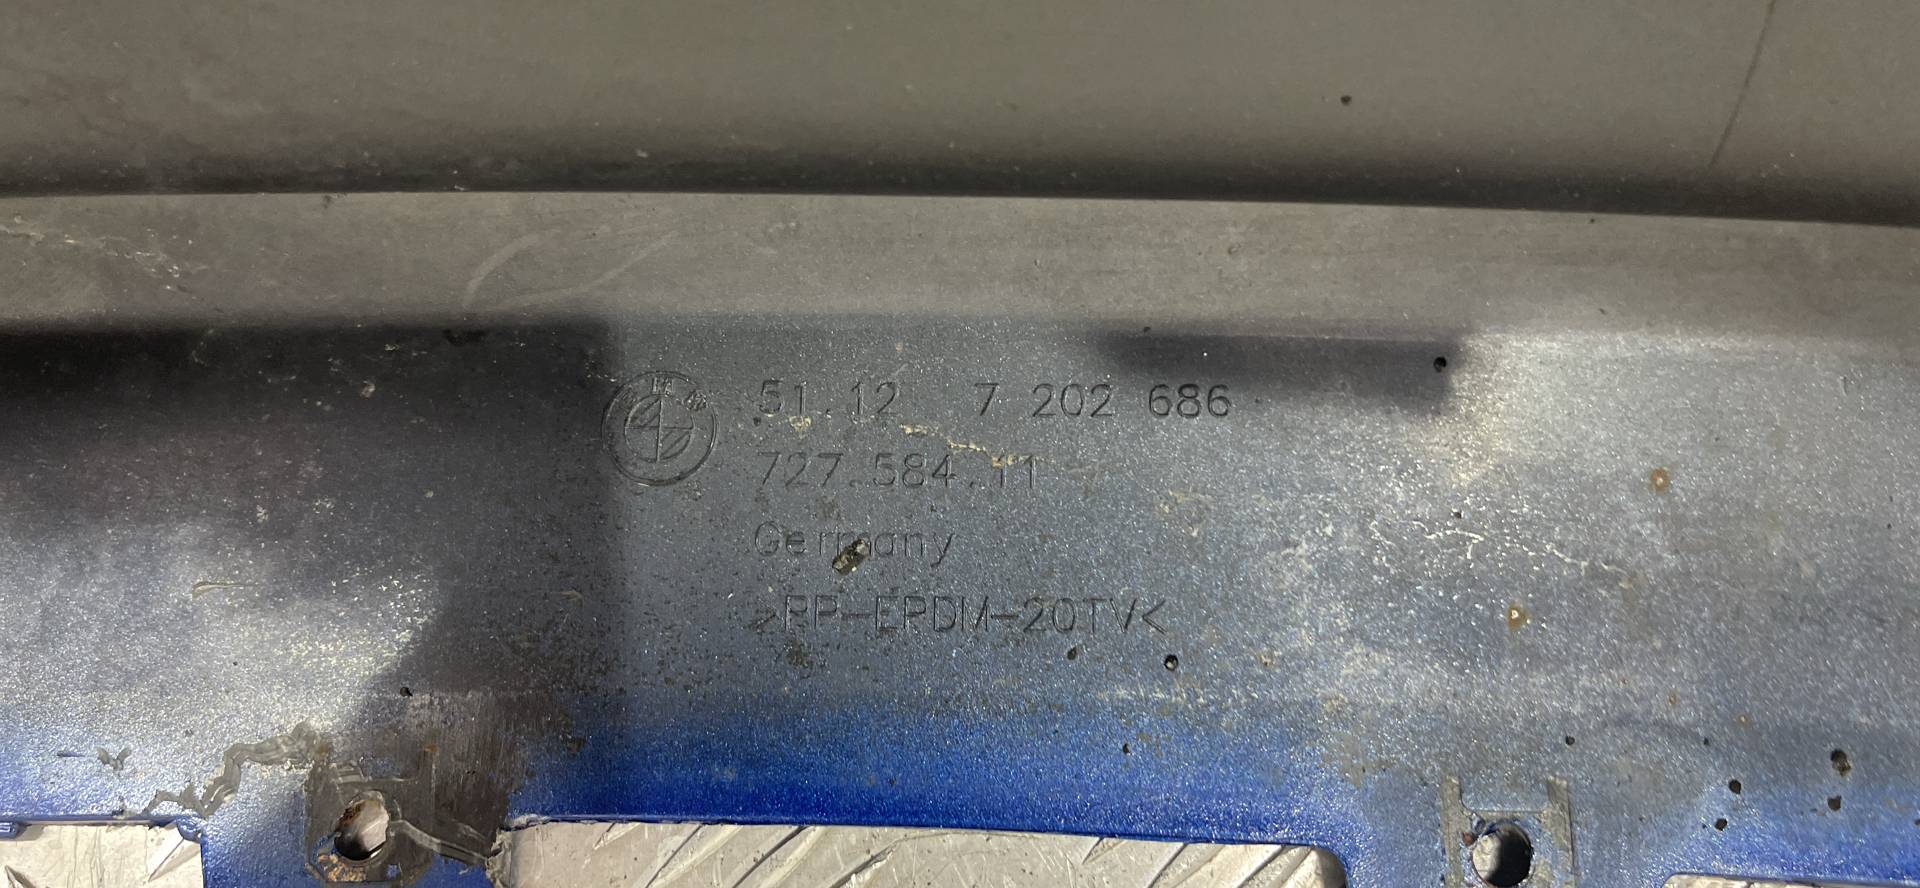 51.12 7 202 686
727.584.11
Germany
>PP-EPDM-20TV<